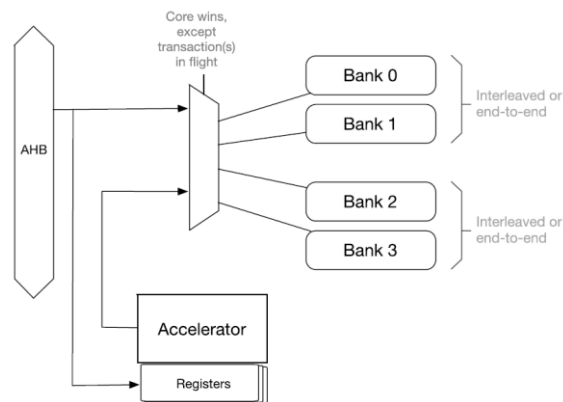 Core wins,
except
transaction(s)
in flight
AHB
Bank 0
Bank 1
Interleaved or
end-to-end
Bank 2
Bank 3
Interleaved or
end-to-end
Accelerator
Registers